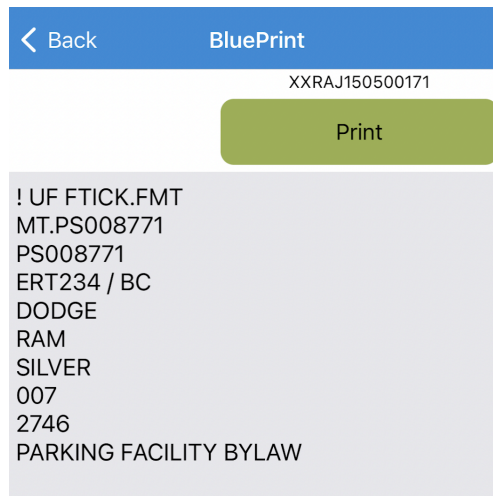 Back
BluePrint
XXRAJ150500171
Print
! UF FTICK.FMT
MT.PS008771
PS008771
ERT234 / BC
DODGE
RAM
SILVER
007
2746
PARKING FACILITY BYLAW